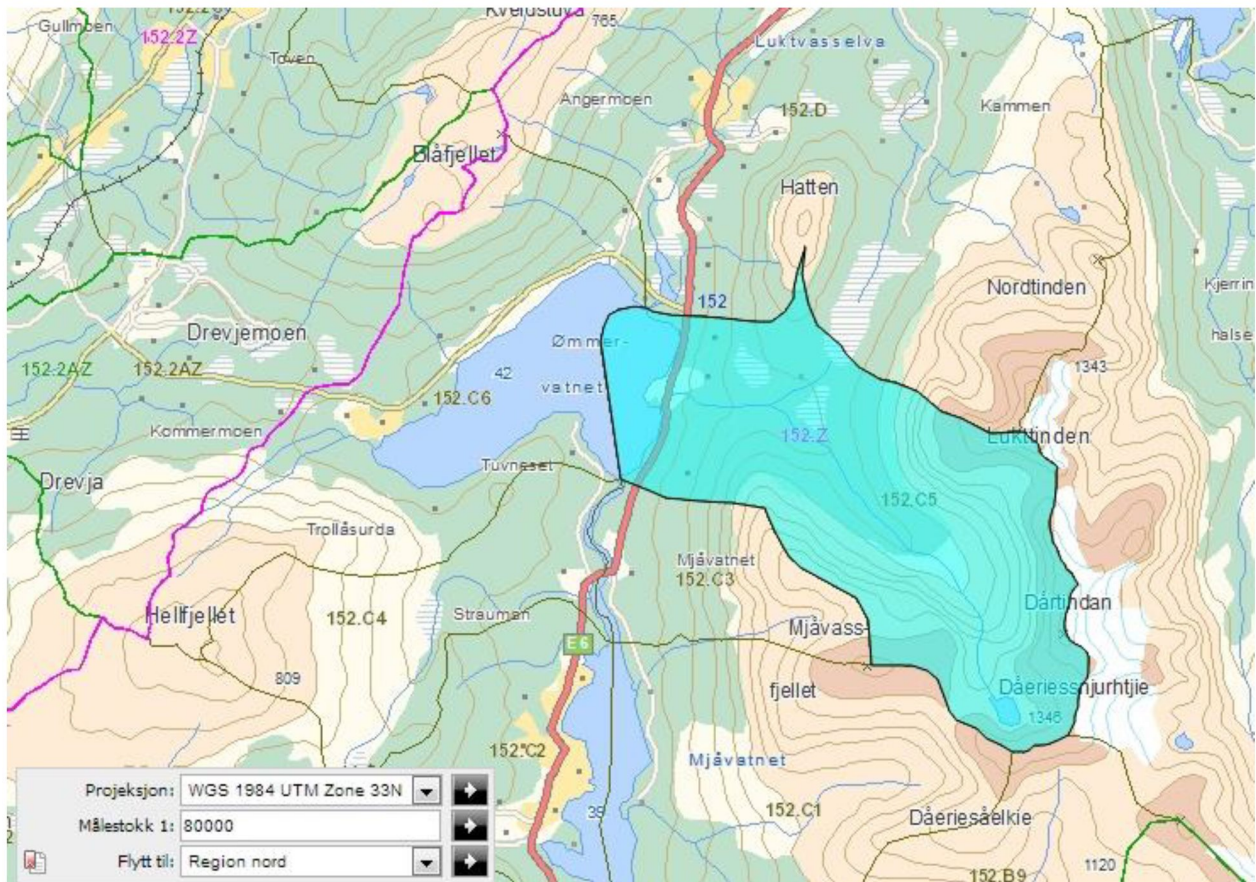 Kverdstuva
765
Gullmoen
152.2Z
Toven
Luktvasselva
Angermoen
152.D
Kammen
Blåfjellet
Hatten
Nordtinden
Kjerrin
halse
152
Drevjemoen
Ømmer-
vatnet
42
1343
152.2AZ
152.2AZ
152.C6
Kommermoen
152.Z
Lukttinden
Tuvneset
Drevja
152.C5
Trollåsurda
Mjåvatnet
152.C3
Dårtindan
Hellfjellet
152.C4
Strauman
Mjåvass-
fjellet
E 6
809
Dåeriessnjurhtjie
1346
152.C2
Mjåvatnet
39
152.C1
Dåeriesåelkie
1120
152.B9
Projeksjon: WGS 1984 UTM Zone 33N
Målestokk 1: 80000
Flytt til: Region nord